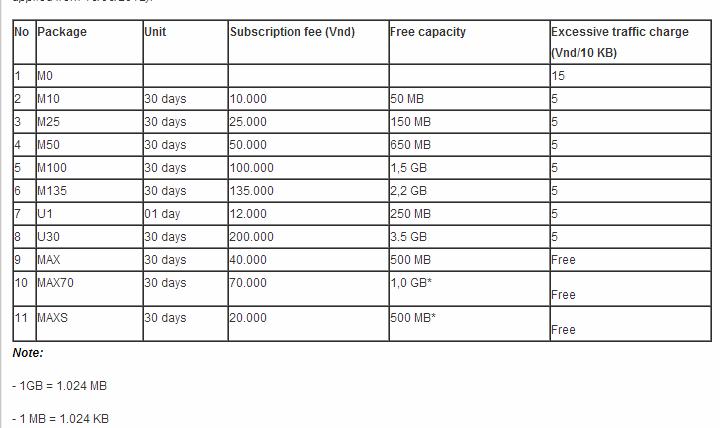 No Package Unit Subscription fee (Vnd) Free capacity Excessive traffic charge
(Vnd/10 KB)
1 M0 15
2 M10 30 days 10.000 50 MB 5
3 M25 30 days 25.000 150 MB 5
4 M50 30 days 50.000 650 MB 5
5 M100 30 days 100.000 1,5 GB 5
6 M135 30 days 135.000 2,2 GB 5
7 U1 01 day 12.000 250 MB 5
8 U30 30 days 200.000 3.5 GB 5
9 MAX 30 days 40.000 500 MB Free
10 MAX70 30 days 70.000 1,0 GB* Free
11 MAXS 30 days 20.000 500 MB* Free
Note:
- 1GB = 1.024 MB
- 1 MB = 1.024 KB